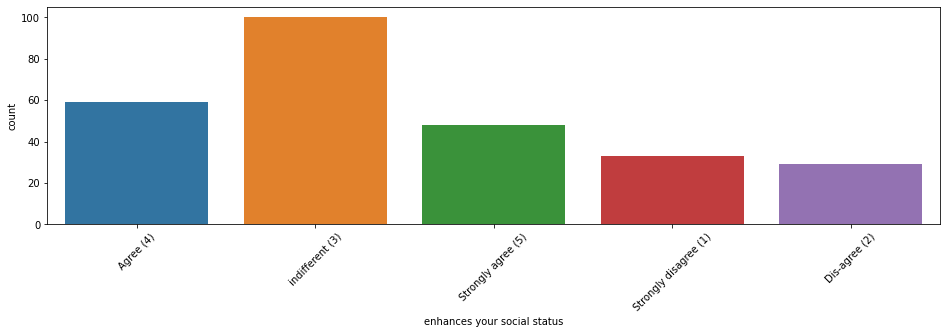 100
80
60
40
20
0
count
Agree (4)
indifferent (3)
Strongly agree (5)
Strongly disagree (1)
Dis-agree (2)
enhances your social status